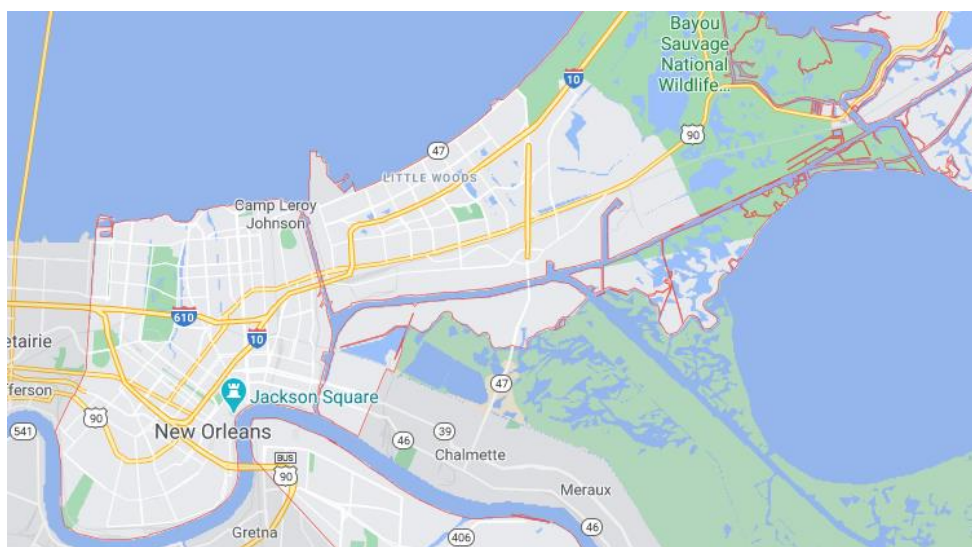 Bayou
Sauvage
National
Wildlife...
10
90
47
LITTLE WOODS
Camp Leroy
Johnson
610
10
etairie
47
fferson
Jackson Square
90
541
New Orleans
39
46
BUS
90
Chalmette
Meraux
46
Gretna
406